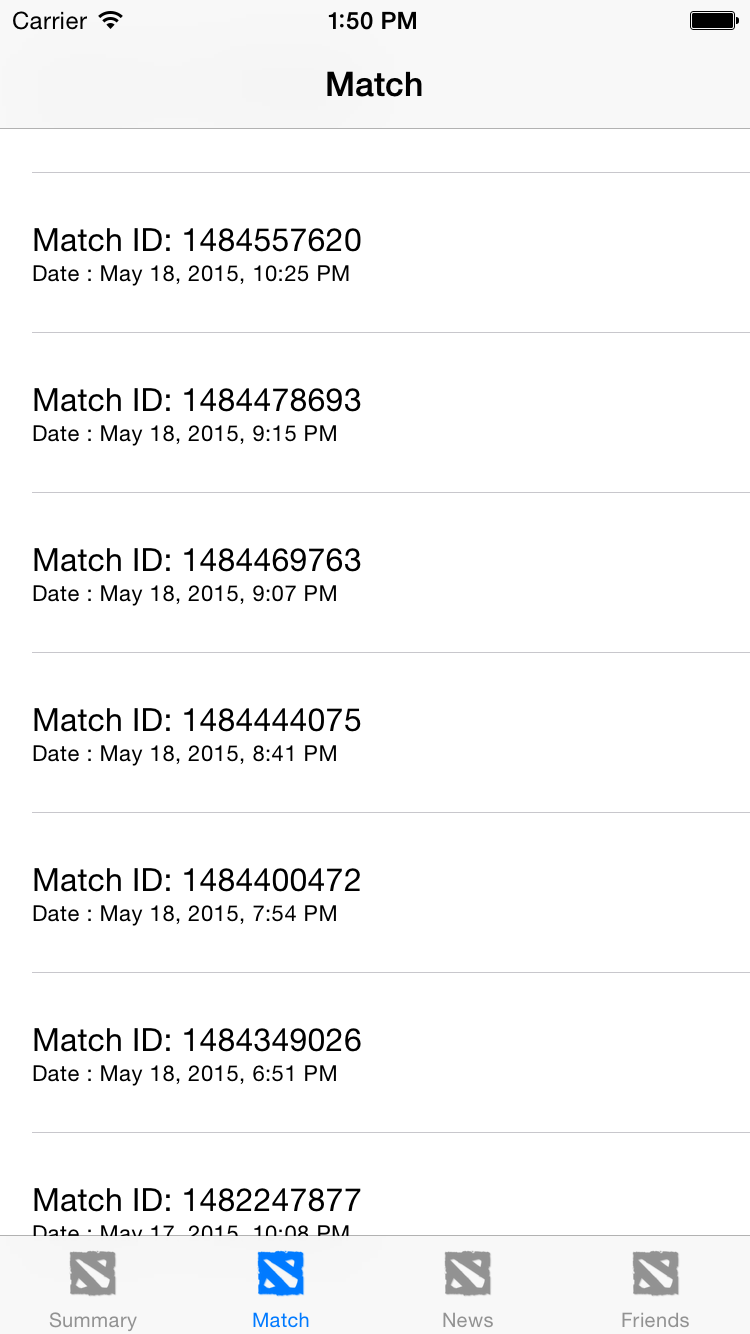 Carrier 1:50 PM
Match
Match ID: 1484557620
Date : May 18, 2015, 10:25 PM
Match ID: 1484478693
Date : May 18, 2015, 9:15 PM
Match ID: 1484469763
Date : May 18, 2015, 9:07 PM
Match ID: 1484444075
Date : May 18, 2015, 8:41 PM
Match ID: 1484400472
Date : May 18, 2015, 7:54 PM
Match ID: 1484349026
Date : May 18, 2015, 6:51 PM
Match ID: 1482247877
Date : May 17, 2015, 10:08 PM
Summary Match News Friends